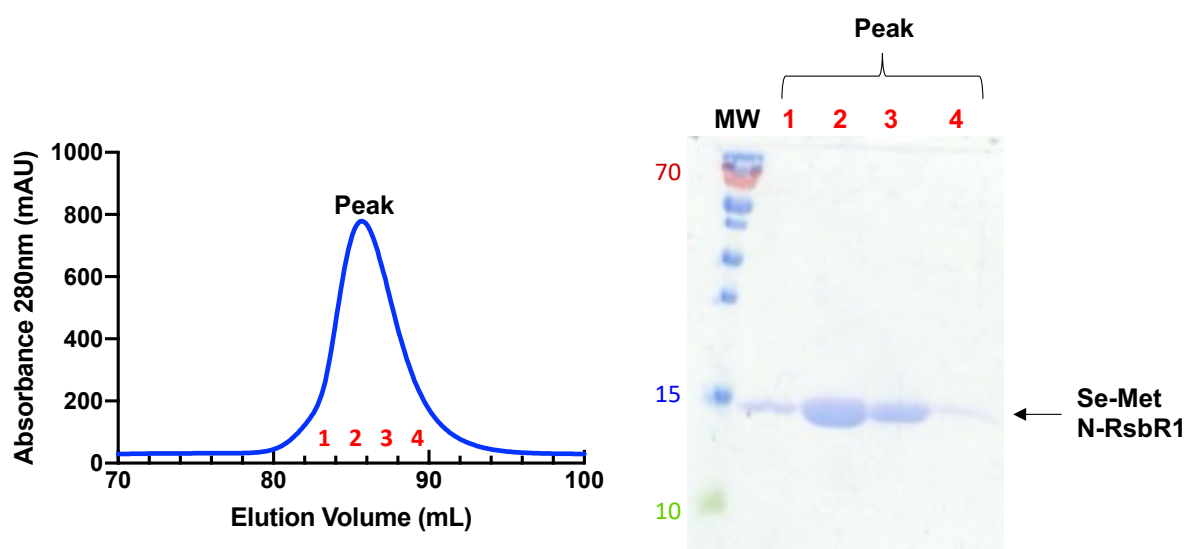 Absorbance 280nm (mAU)
1000
800
600
400
200
0
Peak
1 2 3 4
70 80 90 100
Elution Volume (mL)
Peak
MW 1 2 3 4
70
15
10
Se-Met
N-RsbR1